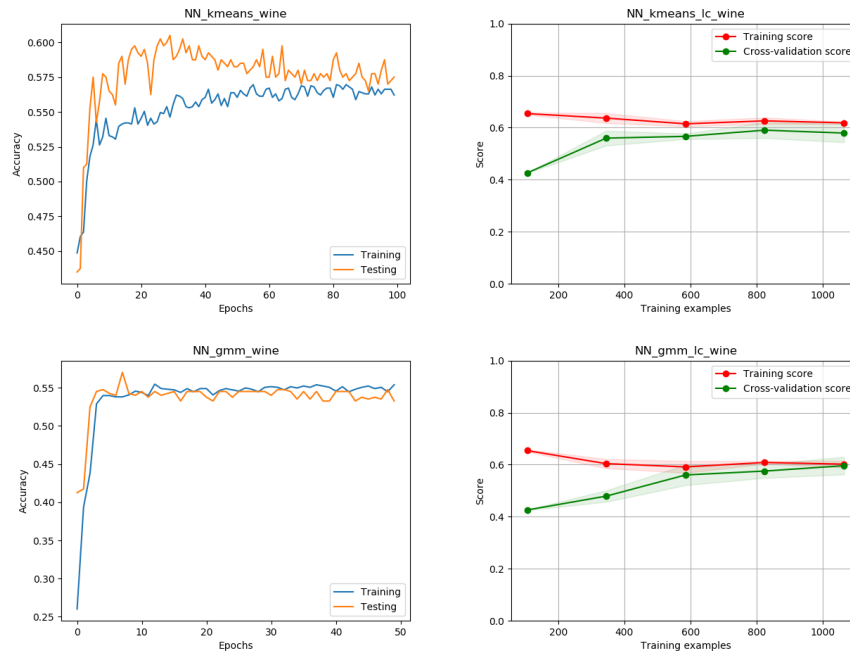 NN_kmeans_wine
0.600
0.575
0.550
0.525
0.500
0.475
0.450
Accuracy
Training
Testing
0
20
40
60
80
100
Epochs
NN_kmeans_lc_wine
1.0
0.8
0.6
0.4
0.2
0.0
Score
Training score
Cross-validation score
200
400
600
800
1000
Training examples
NN_gmm_wine
0.55
0.50
0.45
0.40
0.35
0.30
0.25
Accuracy
Training
Testing
0
10
20
30
40
50
Epochs
NN_gmm_lc_wine
1.0
0.8
0.6
0.4
0.2
0.0
Score
Training score
Cross-validation score
200
400
600
800
1000
Training examples